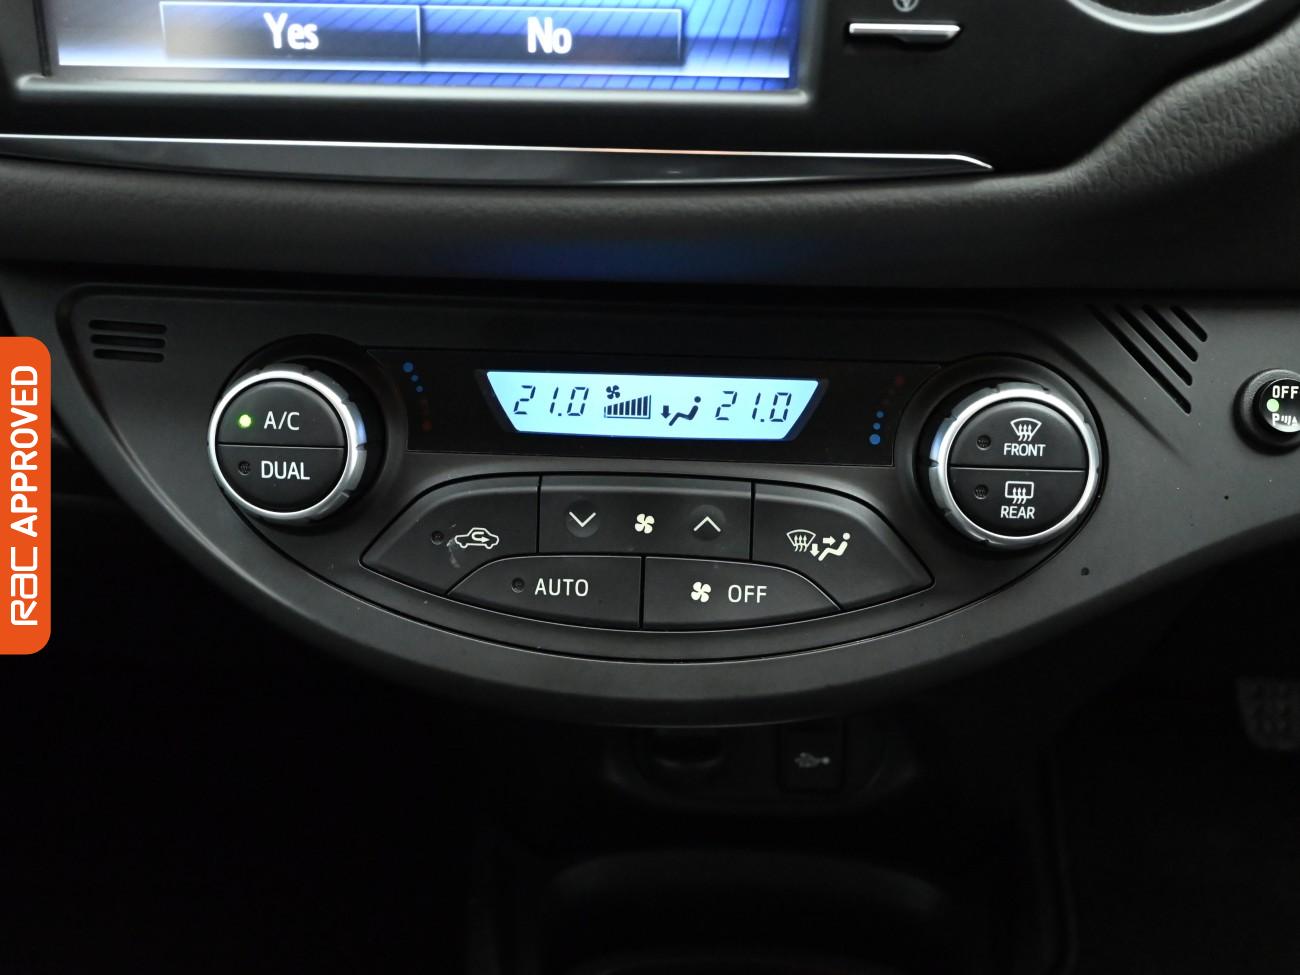 Yes No
21.0 21.0
A/C
DUAL
FRONT
REAR
AUTO
OFF
OFF
P
RAC APPROVED